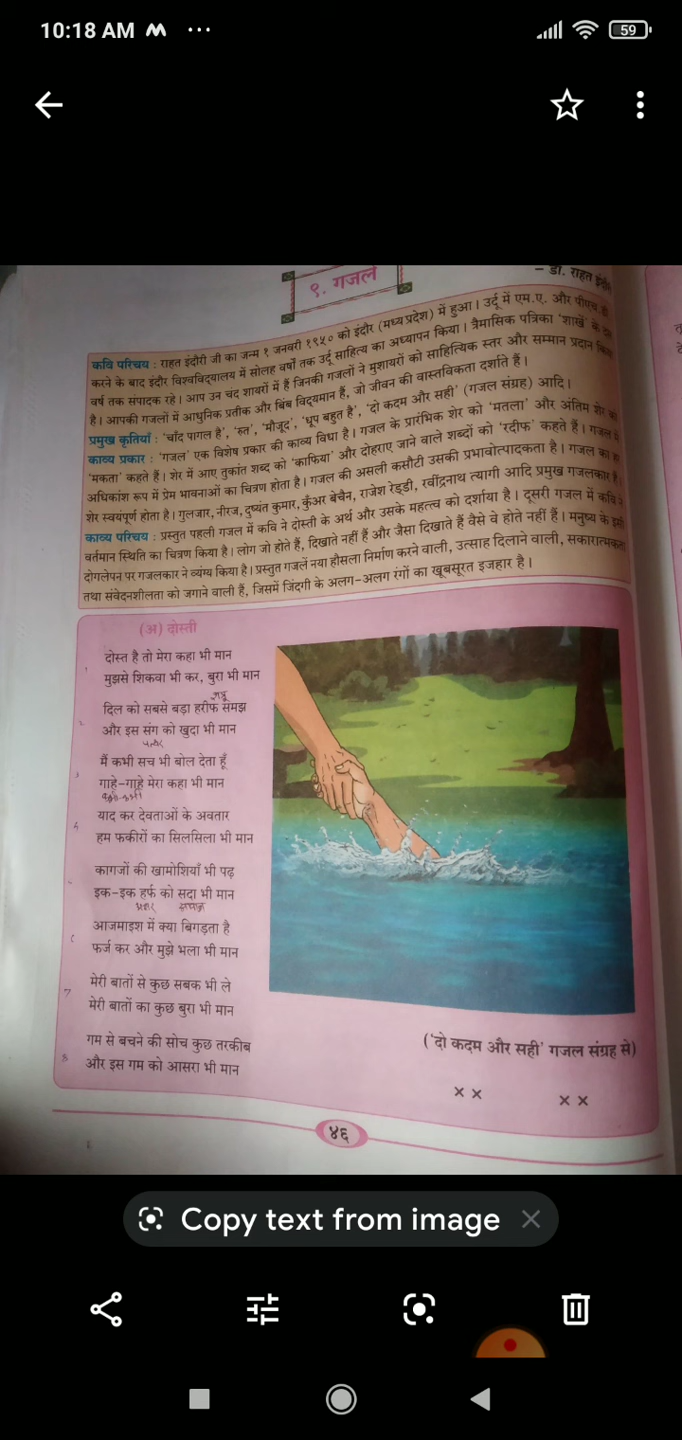 10:18 AM
59
९. गजलें
– डॉ. राहत इंदौरी
कवि परिचय : राहत इंदौरी जी का जन्म १ जनवरी १९५० को इंदौर (मध्य प्रदेश) में हुआ । उर्दू में एम.ए. और पीएच
करने के बाद इंदौर विश्वविद्यालय में सोलह वर्षों तक उर्दू साहित्य का अध्यापन किया । त्रैमासिक पत्रिका 'शाखें' के
वर्ष तक संपादक रहे । आप उन चंद शायरों में हैं जिनकी गजलों ने मुशायरों को साहित्यिक स्तर और सम्मान प्रदान किया
है । आपकी गजलों में आधुनिक प्रतीक और बिंब विद्यमान हैं, जो जीवन की वास्तविकता दर्शाते हैं ।
प्रमुख कृतियाँ : 'चाँद पागल है', 'रुत', 'मौजूद', 'धूप बहुत है', 'दो कदम और सही' (गजल संग्रह) आदि ।
काव्य प्रकार : 'गजल' एक विशेष प्रकार की काव्य विधा है । गजल के प्रारंभिक शेर को 'मतला' और अंतिम शेर को
'मकता' कहते हैं । शेर में आए तुकांत शब्द को 'काफिया' और दोहराए जाने वाले शब्दों को 'रदीफ' कहते हैं । गजल में
अधिकांश रूप में प्रेम भावनाओं का चित्रण होता है । गजल की असली कसौटी उसकी प्रभावोत्पादकता है । गजल का हर
शेर स्वयंपूर्ण होता है । गुलजार, नीरज, दुष्यंत कुमार, कुँअर बेचैन, राजेश रेड्डी, रवींद्रनाथ त्यागी आदि प्रमुख गजलकार हैं ।
काव्य परिचय : प्रस्तुत पहली गजल में कवि ने दोस्ती के अर्थ और उसके महत्त्व को दर्शाया है । दूसरी गजल में कवि ने
वर्तमान स्थिति का चित्रण किया है । लोग जो होते हैं, दिखाते नहीं हैं और जैसा दिखाते हैं वैसे वे होते नहीं हैं । मनुष्य के इसी
दोगलेपन पर गजलकार ने व्यंग्य किया है । प्रस्तुत गजलें नया हौसला निर्माण करने वाली, उत्साह दिलाने वाली, सकारात्मकता
तथा संवेदनशीलता को जगाने वाली हैं, जिसमें जिंदगी के अलग-अलग रंगों का खूबसूरत इजहार है ।
(अ) दोस्ती
दोस्त है तो मेरा कहा भी मान
मुझसे शिकवा भी कर, बुरा भी मान
शत्रू
दिल को सबसे बड़ा हरीफ समझ
और इस संग को खुदा भी मान
पत्थर
मैं कभी सच भी बोल देता हूँ
गाहे-गाहे मेरा कहा भी मान
कभी-कभी
याद कर देवताओं के अवतार
हम फकीरों का सिलसिला भी मान
कागजों की खामोशियाँ भी पढ़
इक-इक हर्फ को सदा भी मान
अक्षर
आजमाइश में क्या बिगड़ता है
फर्ज कर और मुझे भला भी मान
मेरी बातों से कुछ सबक भी ले
मेरी बातों का कुछ बुरा भी मान
गम से बचने की सोच कुछ तरकीब
और इस गम को आसरा भी मान
('दो कदम और सही' गजल संग्रह से)
× × × ×
४६
Copy text from image